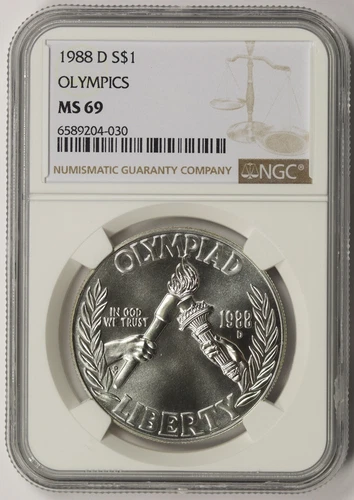 1988 D S$1
OLYMPICS
MS 69
6589204-030
NUMISMATIC GUARANTY COMPANY
NGC®
OLYMPIAD
IN GOD
WE TRUST
1988
D
LIBERTY